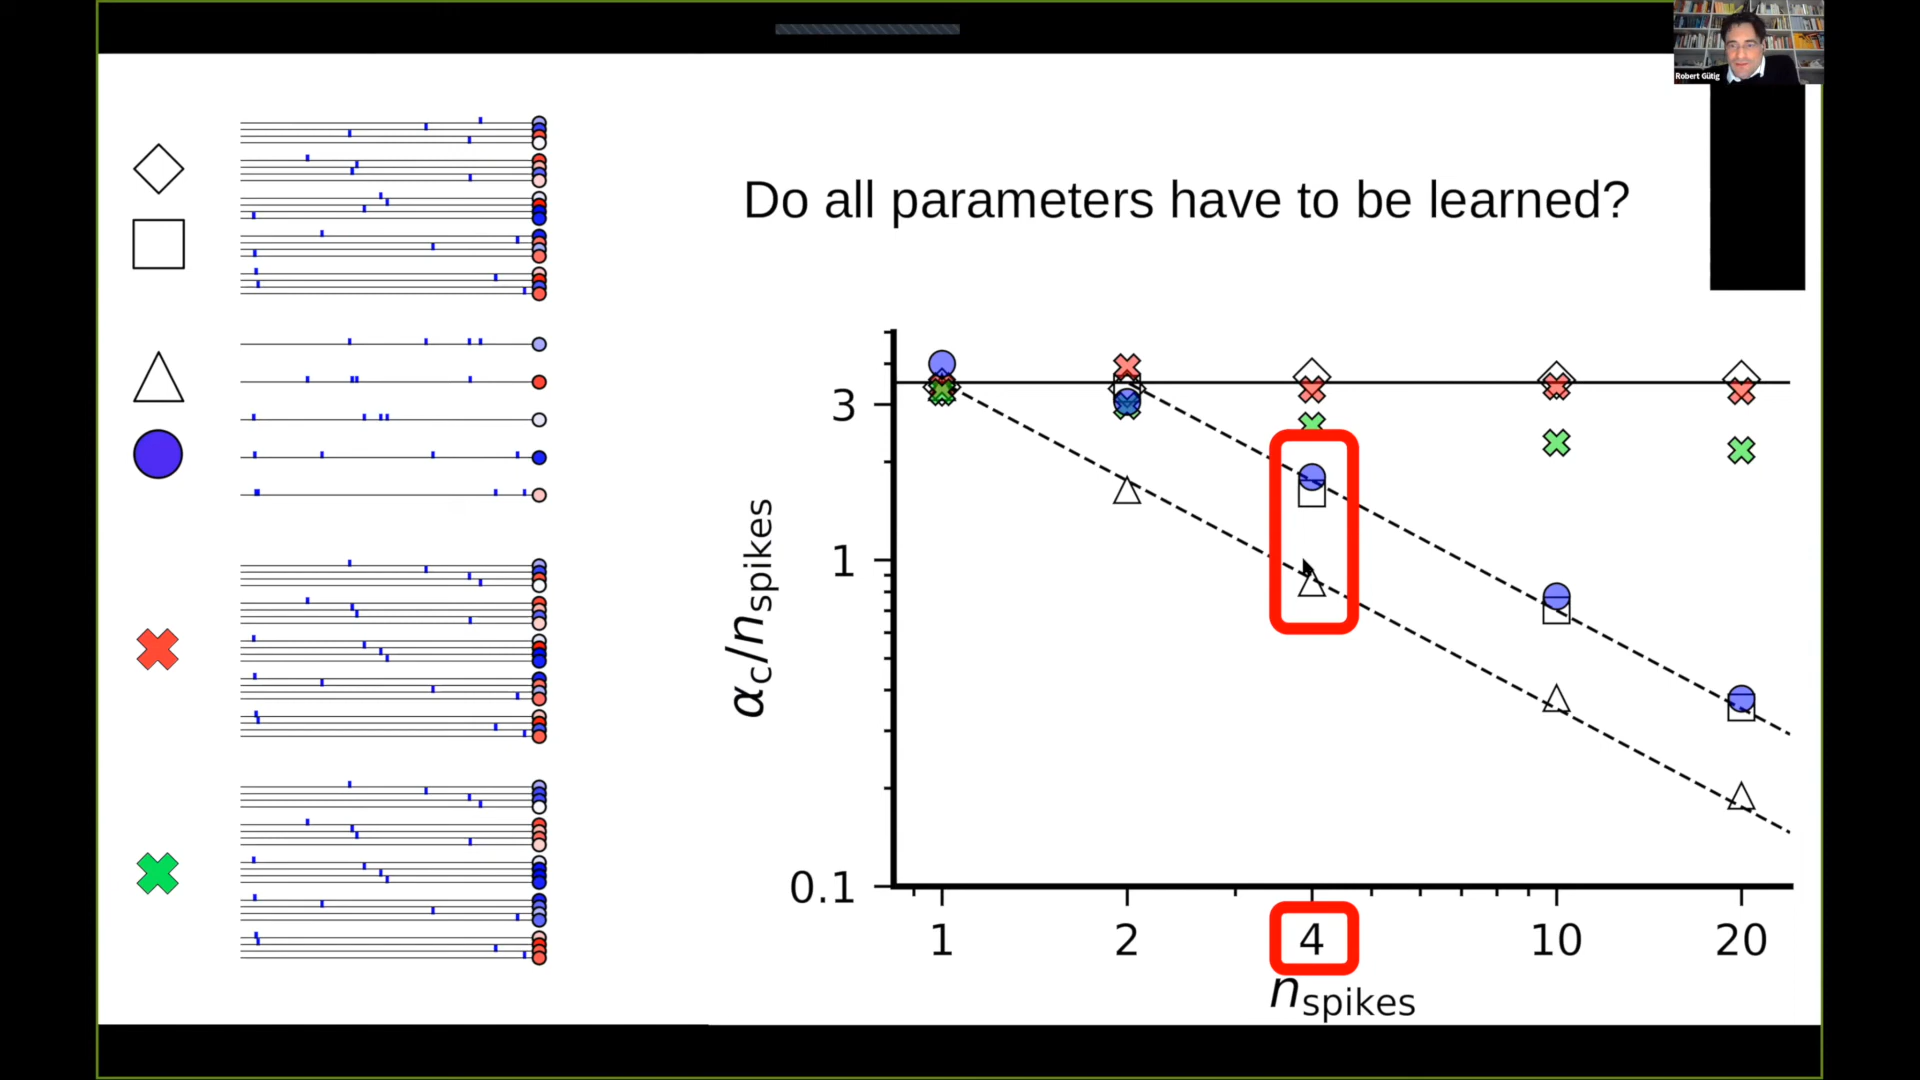 Robert Gütig
Do all parameters have to be learned?
αc/nspikes
3
1
0.1
1 2 4 10 20
nspikes